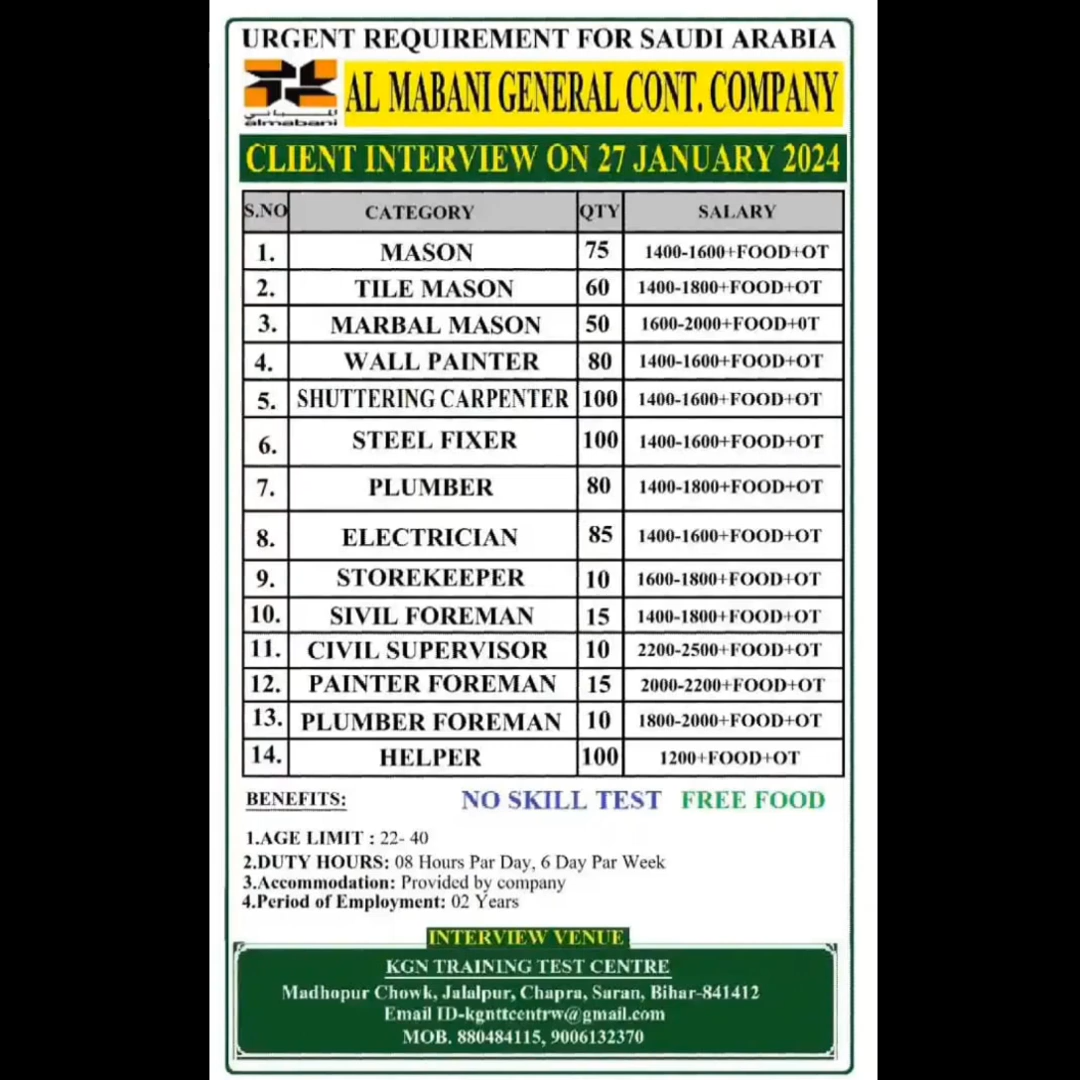 URGENT REQUIREMENT FOR SAUDI ARABIA
المباني
almabani
AL MABANI GENERAL CONT. COMPANY
CLIENT INTERVIEW ON 27 JANUARY 2024
S.NO CATEGORY QTY SALARY
1. MASON 75 1400-1600+FOOD+OT
2. TILE MASON 60 1400-1800+FOOD+OT
3. MARBAL MASON 50 1600-2000+FOOD+0T
4. WALL PAINTER 80 1400-1600+FOOD+OT
5. SHUTTERING CARPENTER 100 1400-1600+FOOD+OT
6. STEEL FIXER 100 1400-1600+FOOD+OT
7. PLUMBER 80 1400-1800+FOOD+OT
8. ELECTRICIAN 85 1400-1600+FOOD+OT
9. STOREKEEPER 10 1600-1800+FOOD+OT
10. SIVIL FOREMAN 15 1400-1800+FOOD+OT
11. CIVIL SUPERVISOR 10 2200-2500+FOOD+OT
12. PAINTER FOREMAN 15 2000-2200+FOOD+OT
13. PLUMBER FOREMAN 10 1800-2000+FOOD+OT
14. HELPER 100 1200+FOOD+OT
BENEFITS: NO SKILL TEST FREE FOOD
1.AGE LIMIT : 22- 40
2.DUTY HOURS: 08 Hours Par Day, 6 Day Par Week
3.Accommodation: Provided by company
4.Period of Employment: 02 Years
INTERVIEW VENUE
KGN TRAINING TEST CENTRE
Madhopur Chowk, Jalalpur, Chapra, Saran, Bihar-841412
Email ID-kgnttcentrw@gmail.com
MOB. 880484115, 9006132370